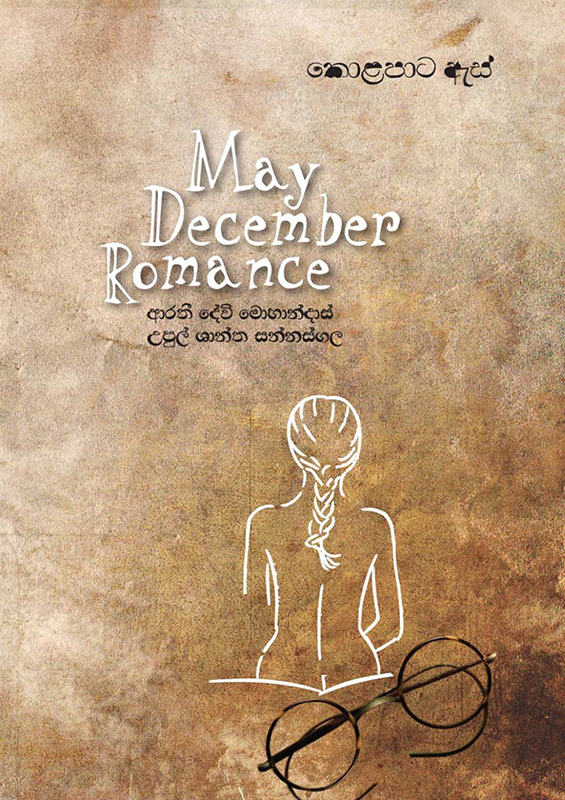 කොළපාට ඇස්
May
December
Romance
ආරතී දේවි මොහාන්දාස්
උපුල් ශාන්ත සන්නස්ගල